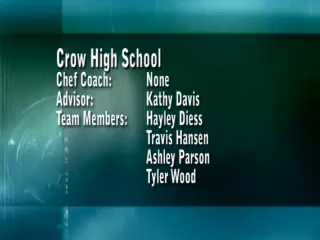 Crow High School
Chef Coach: None
Advisor: Kathy Davis
Team Members: Hayley Diess
Travis Hansen
Ashley Parson
Tyler Wood